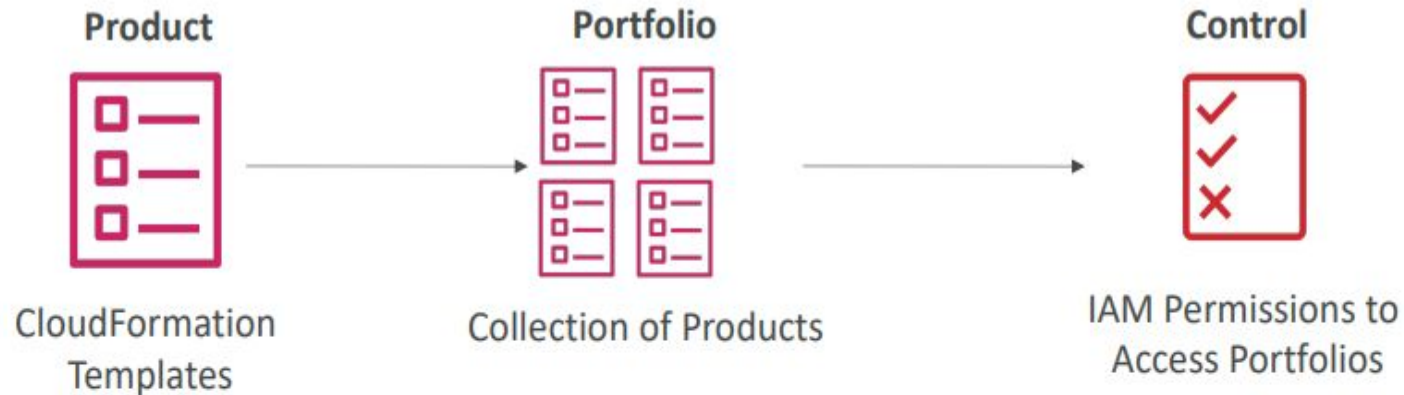 Product
CloudFormation
Templates
Portfolio
Collection of Products
Control
IAM Permissions to
Access Portfolios